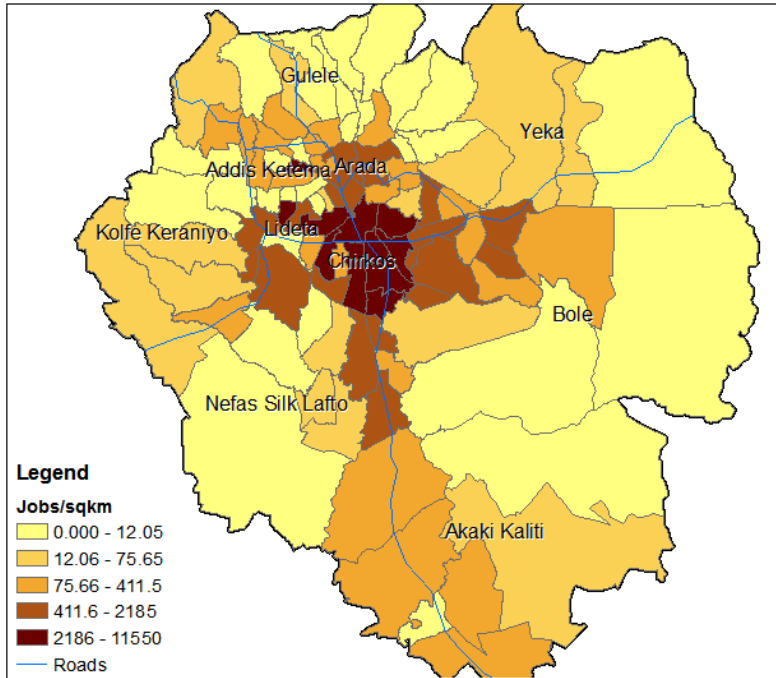 Gulele
Yeka
Addis Ketema
Arada
Kolfe Keraniyo
Lideta
Chirkos
Bole
Nefas Silk Lafto
Akaki Kaliti
Legend
Jobs/sqkm
0.000 - 12.05
12.06 - 75.65
75.66 - 411.5
411.6 - 2185
2186 - 11550
Roads